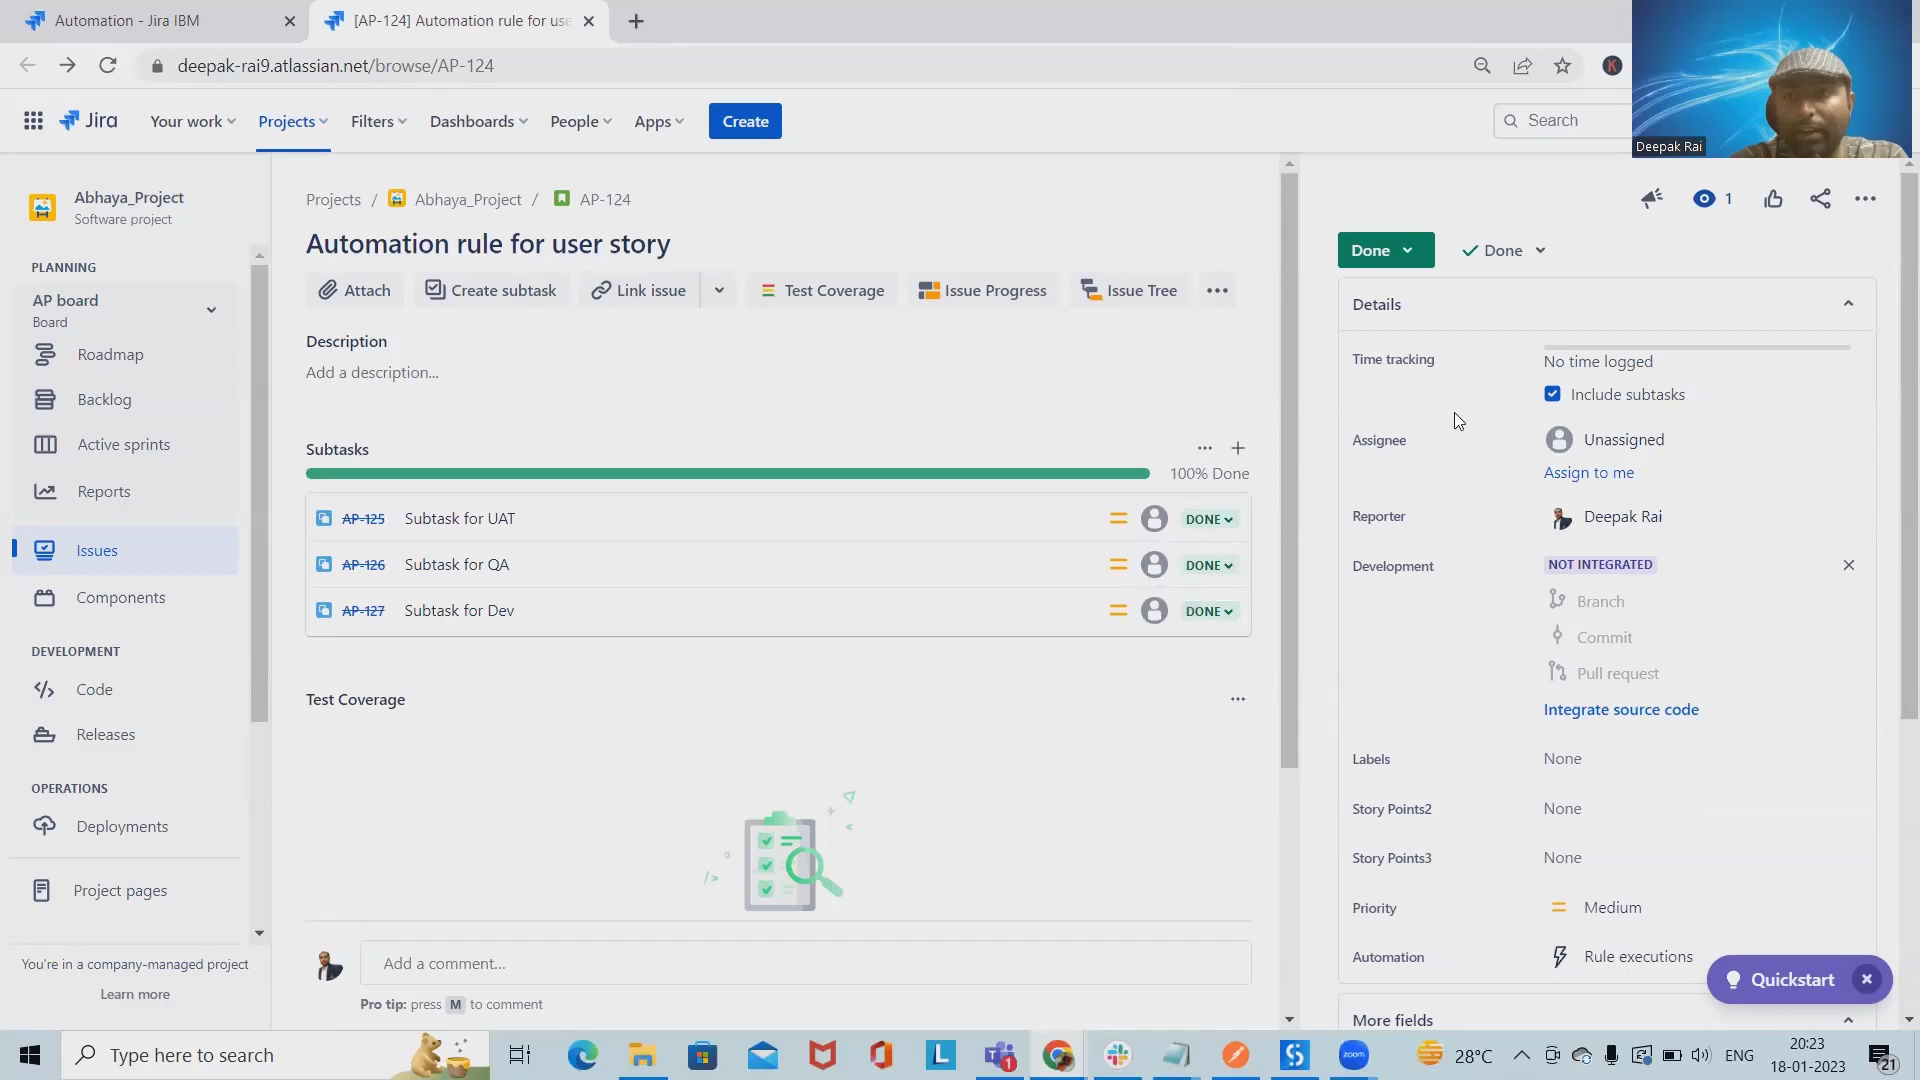 Automation - Jira IBM
[AP-124] Automation rule for use
deepak-rai9.atlassian.net/browse/AP-124
K
Jira
Your work
Projects
Filters
Dashboards
People
Apps
Create
Search
Deepak Rai
Abhaya_Project
Software project
PLANNING
AP board
Board
Roadmap
Backlog
Active sprints
Reports
Issues
Components
DEVELOPMENT
Code
Releases
OPERATIONS
Deployments
Project pages
You're in a company-managed project
Learn more
Projects / Abhaya_Project / AP-124
Automation rule for user story
Attach
Create subtask
Link issue
Test Coverage
Issue Progress
Issue Tree
Description
Add a description...
Subtasks
100% Done
AP-125 Subtask for UAT DONE
AP-126 Subtask for QA DONE
AP-127 Subtask for Dev DONE
Test Coverage
Add a comment...
Pro tip: press M to comment
1
Done
Done
Details
Time tracking No time logged
Include subtasks
Assignee Unassigned
Assign to me
Reporter Deepak Rai
Development NOT INTEGRATED
Branch
Commit
Pull request
Integrate source code
Labels None
Story Points2 None
Story Points3 None
Priority Medium
Automation Rule executions
Quickstart
More fields
Type here to search
L
1
zoom
28°C
ENG
20:23
18-01-2023
21